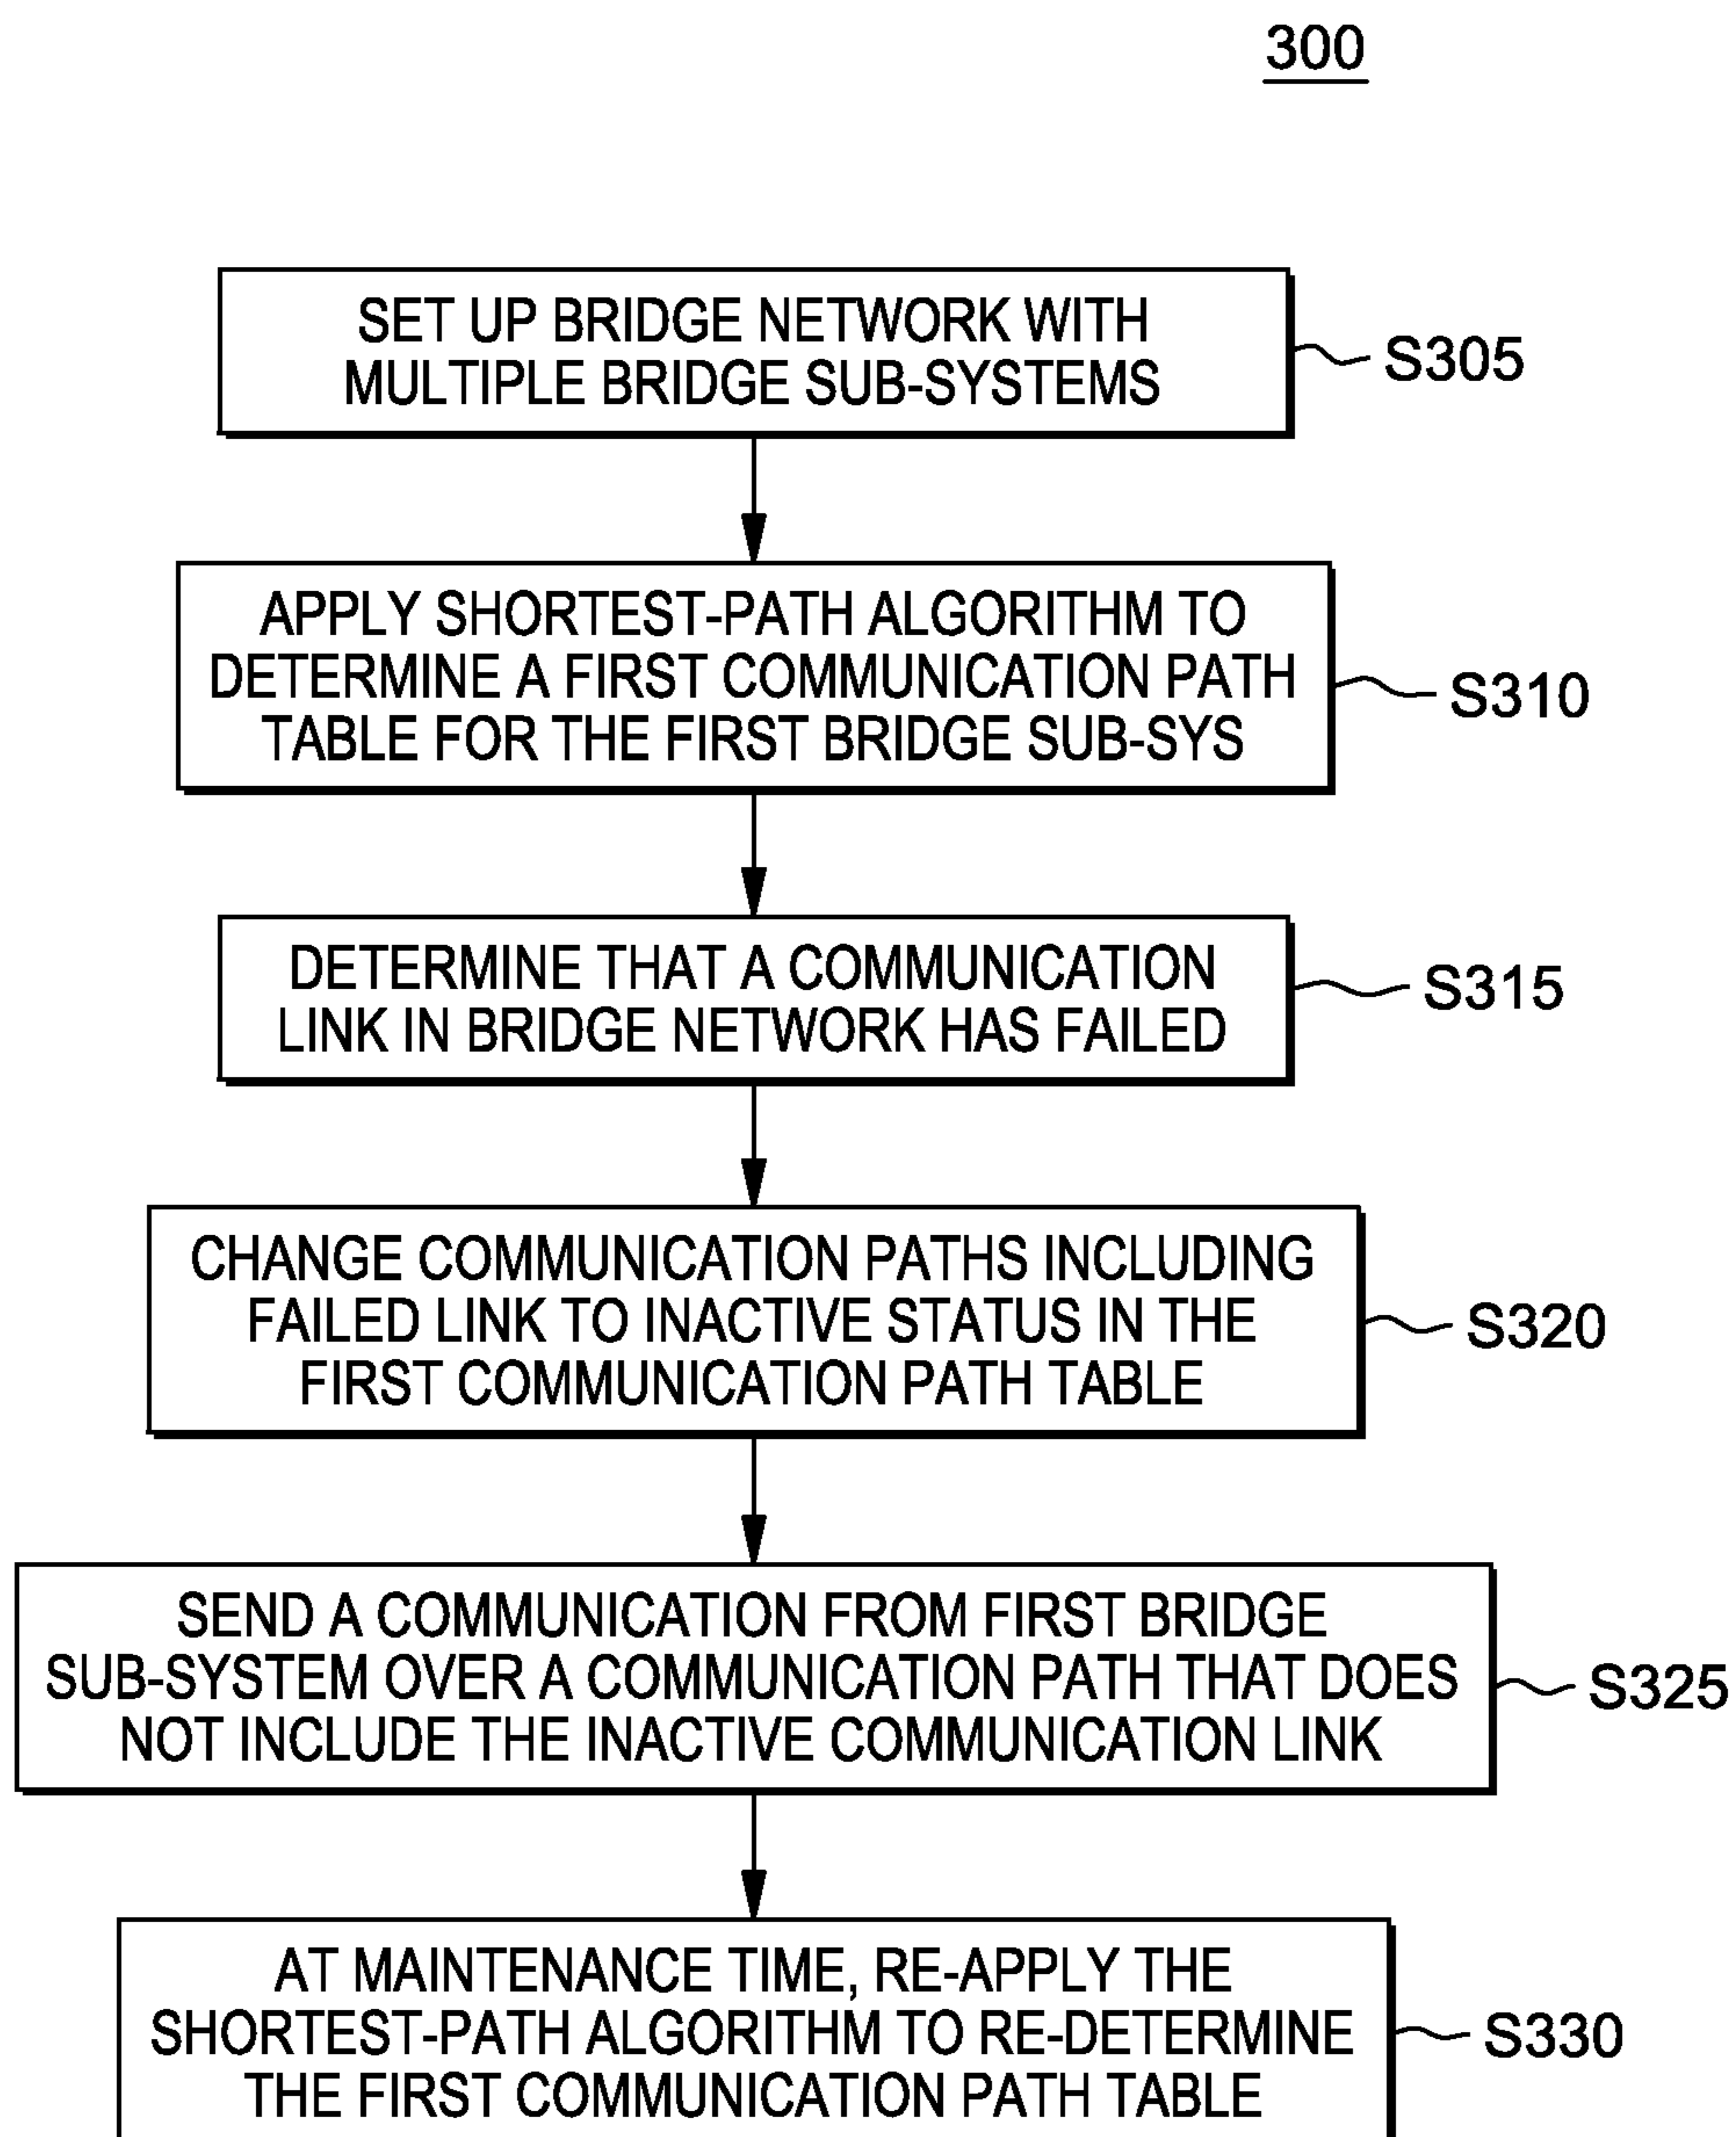 300
SET UP BRIDGE NETWORK WITH
MULTIPLE BRIDGE SUB-SYSTEMS
S305
APPLY SHORTEST-PATH ALGORITHM TO
DETERMINE A FIRST COMMUNICATION PATH
TABLE FOR THE FIRST BRIDGE SUB-SYS
S310
DETERMINE THAT A COMMUNICATION
LINK IN BRIDGE NETWORK HAS FAILED
S315
CHANGE COMMUNICATION PATHS INCLUDING
FAILED LINK TO INACTIVE STATUS IN THE
FIRST COMMUNICATION PATH TABLE
S320
SEND A COMMUNICATION FROM FIRST BRIDGE
SUB-SYSTEM OVER A COMMUNICATION PATH THAT DOES
NOT INCLUDE THE INACTIVE COMMUNICATION LINK
S325
AT MAINTENANCE TIME, RE-APPLY THE
SHORTEST-PATH ALGORITHM TO RE-DETERMINE
THE FIRST COMMUNICATION PATH TABLE
S330